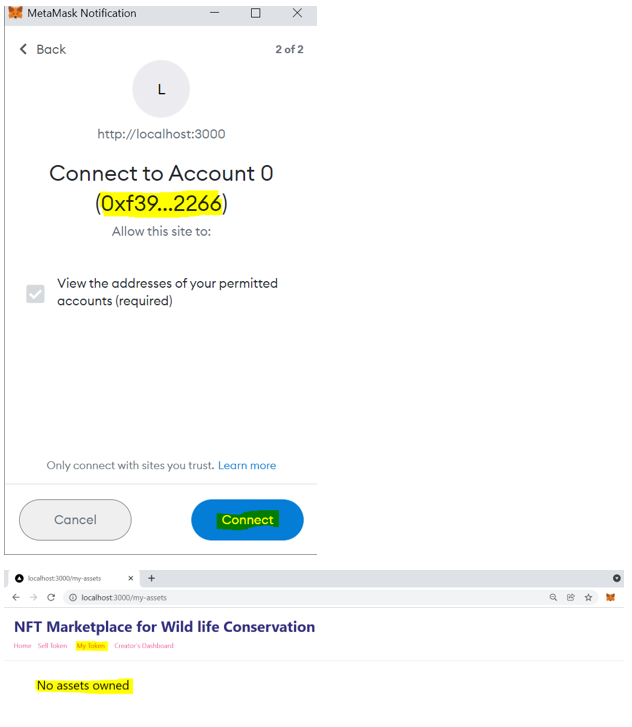 MetaMask Notification
Back
2 of 2
L
http://localhost:3000
Connect to Account 0
(0xf39...2266)
Allow this site to:
View the addresses of your permitted
accounts (required)
Only connect with sites you trust. Learn more
Cancel
Connect
localhost:3000/my-assets
localhost:3000/my-assets
NFT Marketplace for Wild life Conservation
Home Sell Token My Token Creator's Dashboard
No assets owned